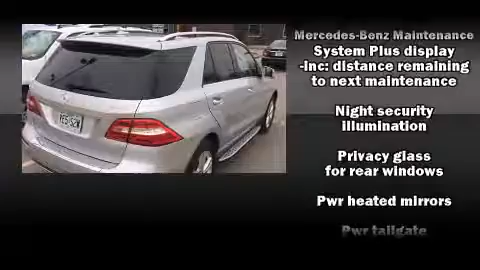 Mercedes-Benz Maintenance
System Plus display
-inc: distance remaining
to next maintenance
Night security
illumination
Privacy glass
for rear windows
Pwr heated mirrors
Pwr tailgate